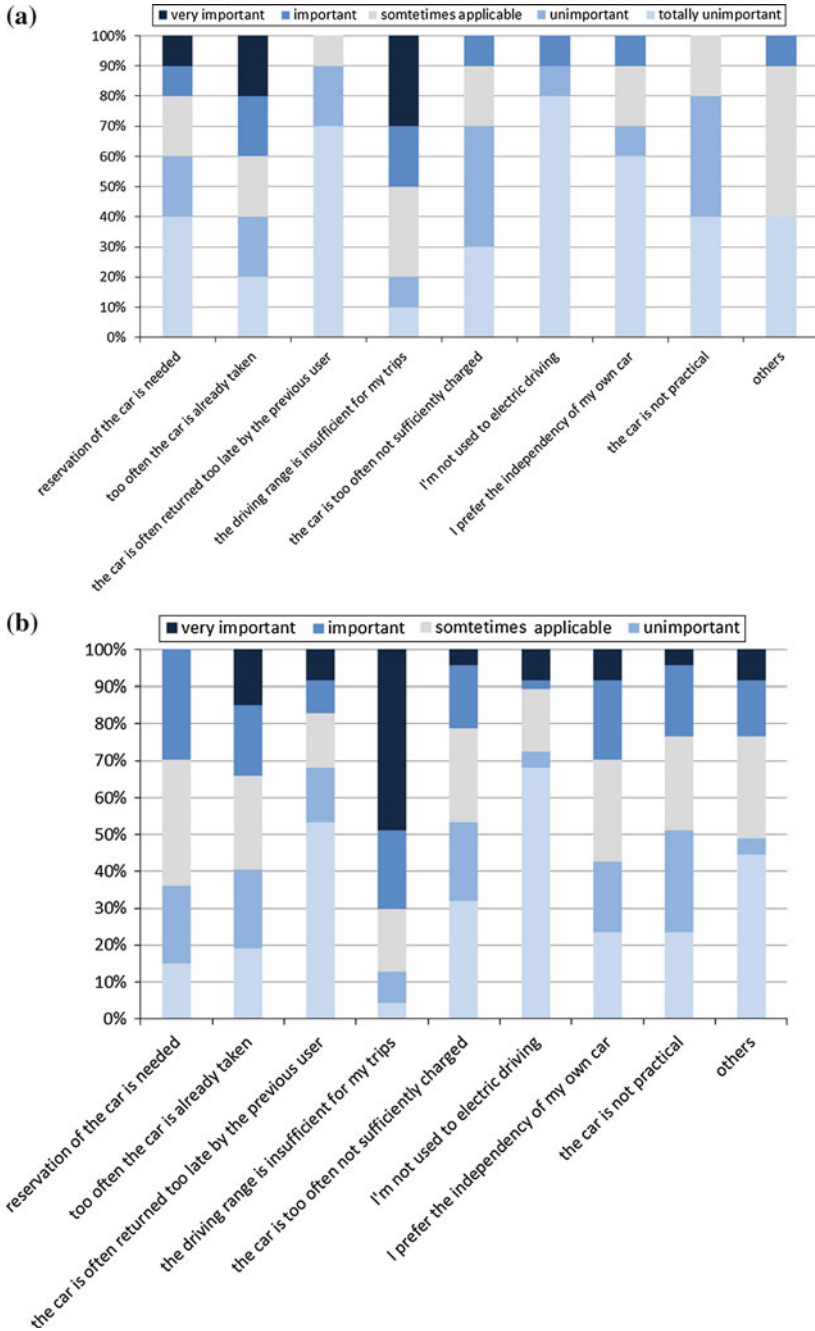 (a)
very important important somtetimes applicable unimportant totally unimportant
100%
90%
80%
70%
60%
50%
40%
30%
20%
10%
0%
reservation of the car is needed
too often the car is already taken
the car is often returned too late by the previous user
the driving range is insufficient for my trips
the car is too often not sufficiently charged
I'm not used to electric driving
I prefer the independency of my own car
the car is not practical
others
(b)
very important important somtetimes applicable unimportant
100%
90%
80%
70%
60%
50%
40%
30%
20%
10%
0%
reservation of the car is needed
too often the car is already taken
the car is often returned too late by the previous user
the driving range is insufficient for my trips
the car is too often not sufficiently charged
I'm not used to electric driving
I prefer the independency of my own car
the car is not practical
others